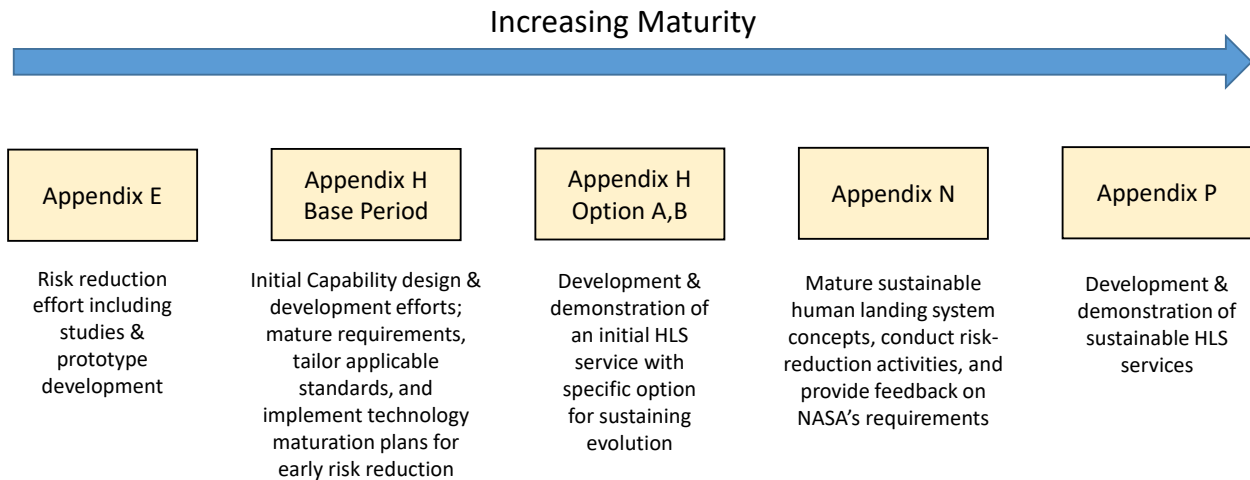 Increasing Maturity
Appendix E
Appendix H
Base Period
Appendix H
Option A,B
Appendix N
Appendix P
Risk reduction
effort including
studies &
prototype
development
Initial Capability design &
development efforts;
mature requirements,
tailor applicable
standards, and
implement technology
maturation plans for
early risk reduction
Development &
demonstration of
an initial HLS
service with
specific option
for sustaining
evolution
Mature sustainable
human landing system
concepts, conduct risk-
reduction activities, and
provide feedback on
NASA's requirements
Development &
demonstration of
sustainable HLS
services